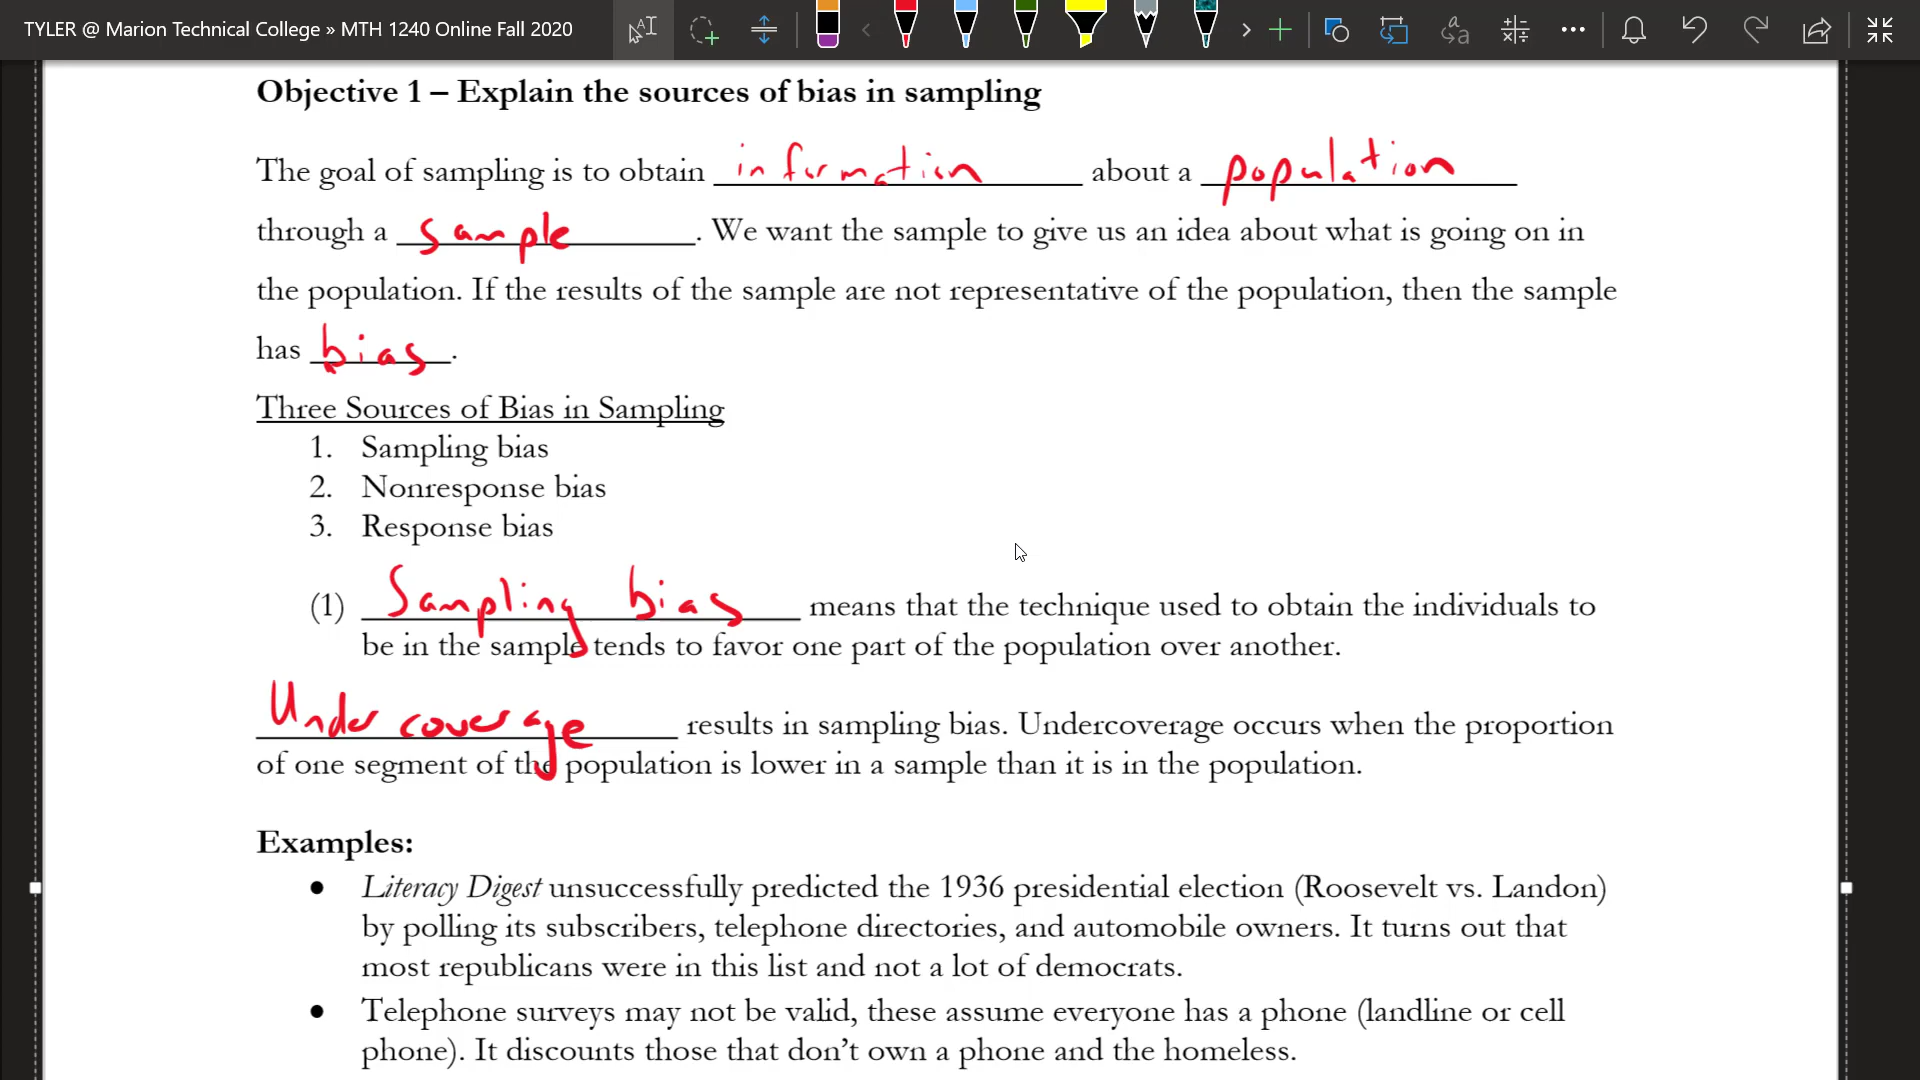 TYLER @ Marion Technical College » MTH 1240 Online Fall 2020
Objective 1 – Explain the sources of bias in sampling
The goal of sampling is to obtain information about a population
through a sample. We want the sample to give us an idea about what is going on in
the population. If the results of the sample are not representative of the population, then the sample
has bias.
Three Sources of Bias in Sampling
1. Sampling bias
2. Nonresponse bias
3. Response bias
(1) Sampling bias means that the technique used to obtain the individuals to
be in the sample tends to favor one part of the population over another.
Undercoverage results in sampling bias. Undercoverage occurs when the proportion
of one segment of the population is lower in a sample than it is in the population.
Examples:
• Literacy Digest unsuccessfully predicted the 1936 presidential election (Roosevelt vs. Landon)
by polling its subscribers, telephone directories, and automobile owners. It turns out that
most republicans were in this list and not a lot of democrats.
• Telephone surveys may not be valid, these assume everyone has a phone (landline or cell
phone). It discounts those that don’t own a phone and the homeless.